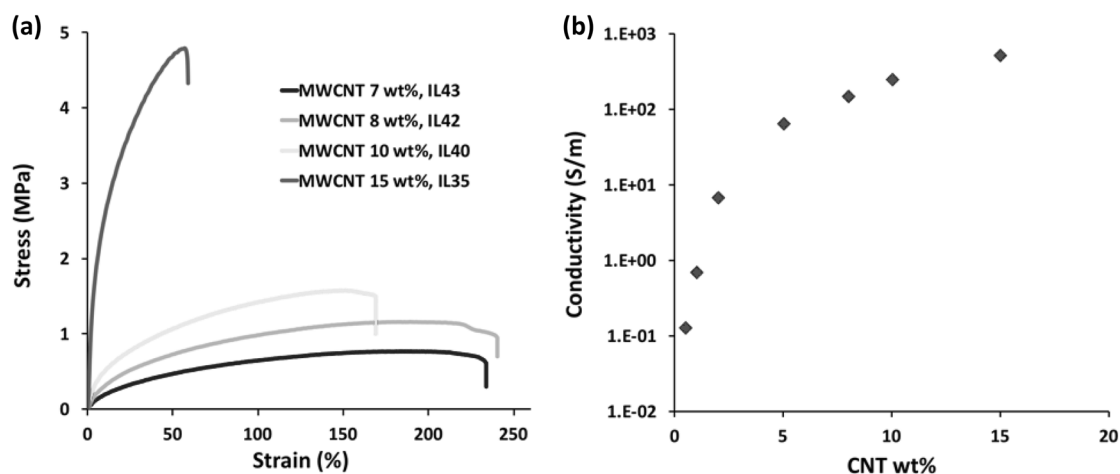 (a)
5
4
3
2
1
0
Stress (MPa)
MWCNT 7 wt%, IL43
MWCNT 8 wt%, IL42
MWCNT 10 wt%, IL40
MWCNT 15 wt%, IL35
0 50 100 150 200 250
Strain (%)
(b)
1.E+03
1.E+02
1.E+01
1.E+00
1.E-01
1.E-02
Conductivity (S/m)
0 5 10 15 20
CNT wt%